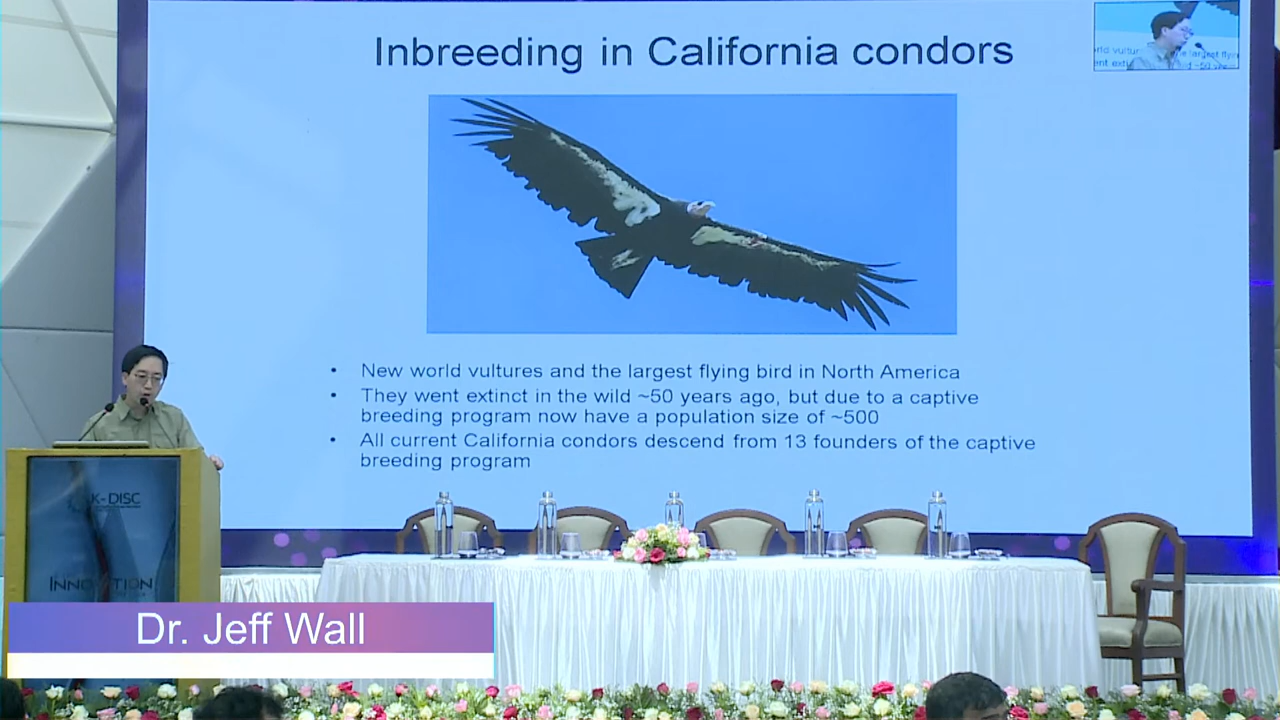 Inbreeding in California condors
• New world vultures and the largest flying bird in North America
• They went extinct in the wild ~50 years ago, but due to a captive
breeding program now have a population size of ~500
• All current California condors descend from 13 founders of the captive
breeding program
K-DISC
INNOVATION
Dr. Jeff Wall